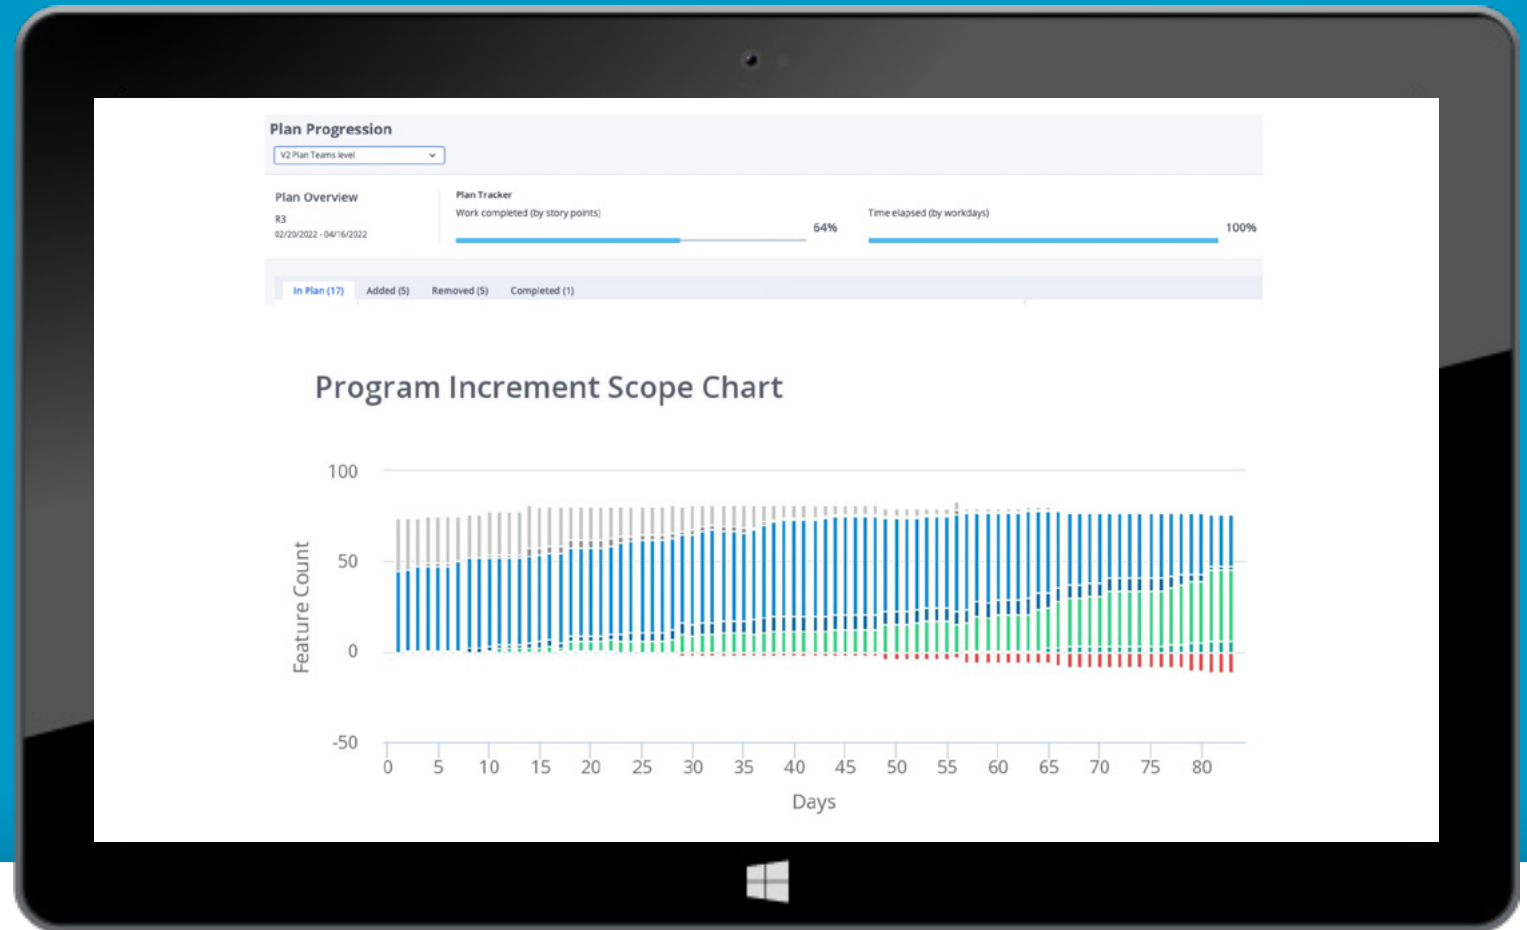 Plan Progression
V2 Plan Teams level
Plan Overview
R3
02/20/2022 - 04/16/2022
Plan Tracker
Work completed (by story points)
64%
Time elapsed (by workdays)
100%
In Plan (17) Added (5) Removed (5) Completed (1)
Program Increment Scope Chart
Feature Count
100
50
0
-50
0 5 10 15 20 25 30 35 40 45 50 55 60 65 70 75 80
Days